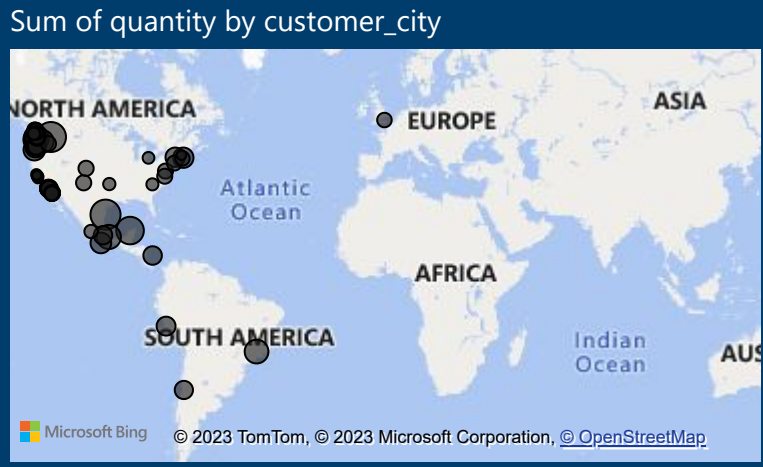 Sum of quantity by customer_city
NORTH AMERICA
ASIA
EUROPE
Atlantic
Ocean
AFRICA
SOUTH AMERICA
Indian
Ocean
AUS
Microsoft Bing
© 2023 TomTom, © 2023 Microsoft Corporation, © OpenStreetMap